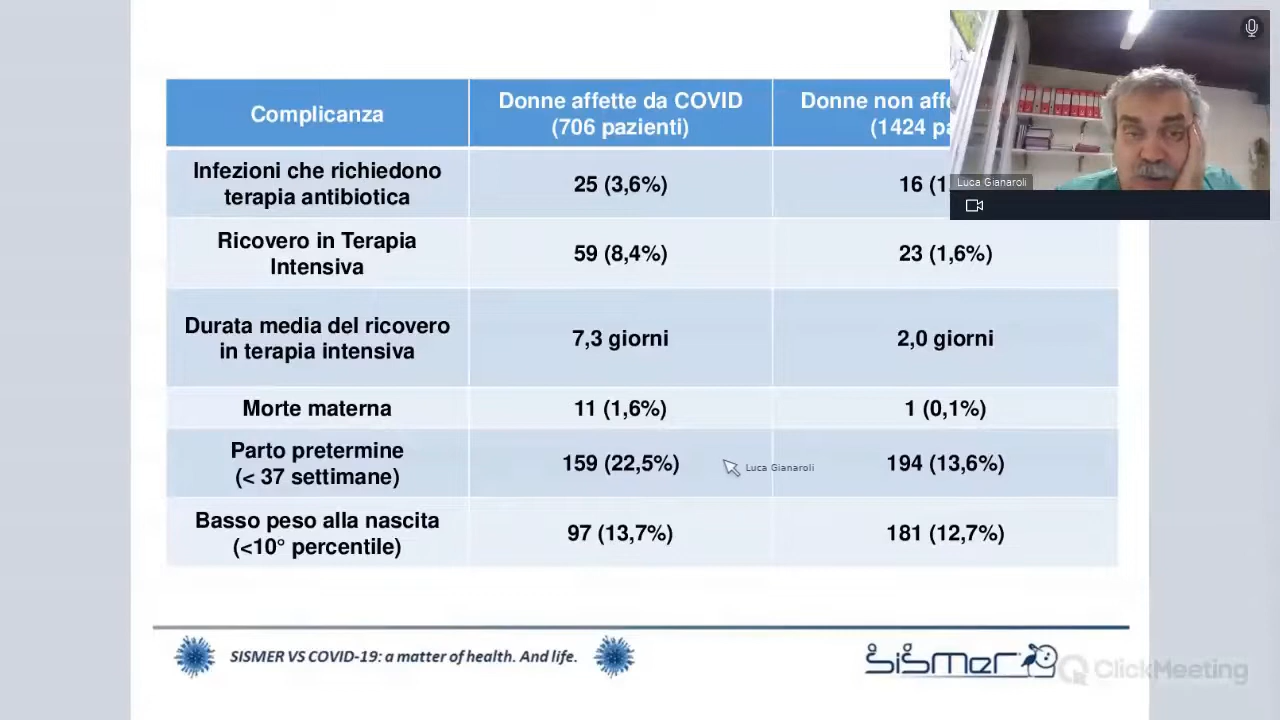 Complicanza
Donne affette da COVID
(706 pazienti)
Donne non
(1424
Infezioni che richiedono
terapia antibiotica
25 (3,6%)
16
Ricovero in Terapia
Intensiva
59 (8,4%)
23 (1,6%)
Durata media del ricovero
in terapia intensiva
7,3 giorni
2,0 giorni
Morte materna
11 (1,6%)
1 (0,1%)
Parto pretermine
(< 37 settimane)
159 (22,5%)
194 (13,6%)
Basso peso alla nascita
(<10° percentile)
97 (13,7%)
181 (12,7%)
Luca Gianaroli
Luca Gianaroli
SISMER VS COVID-19: a matter of health. And life.
SiSmer
ClickMeeting